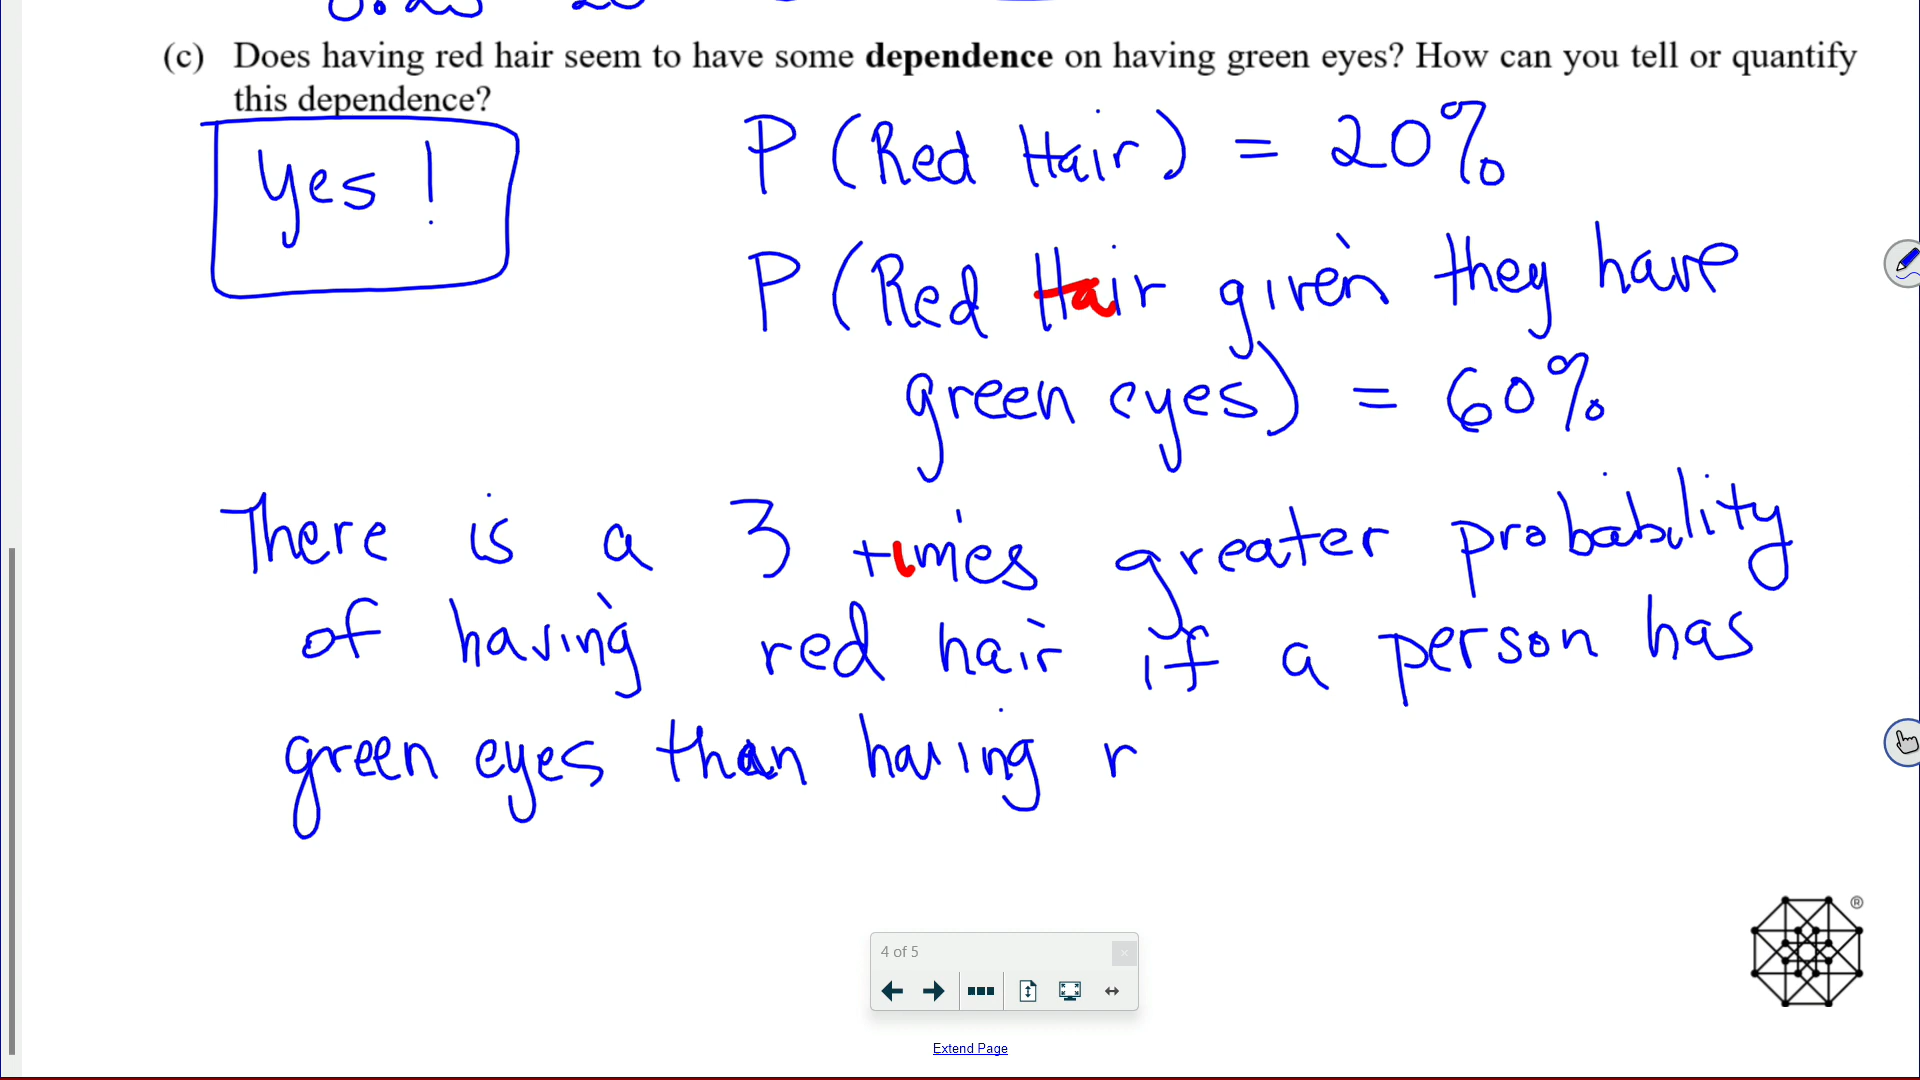 (c) Does having red hair seem to have some dependence on having green eyes? How can you tell or quantify
this dependence?
Yes!
P (Red Hair) = 20%
P (Red Hair given they have
green eyes) = 60%
There is a 3 times greater probability
of having red hair if a person has
green eyes than having r
®
4 of 5
Extend Page